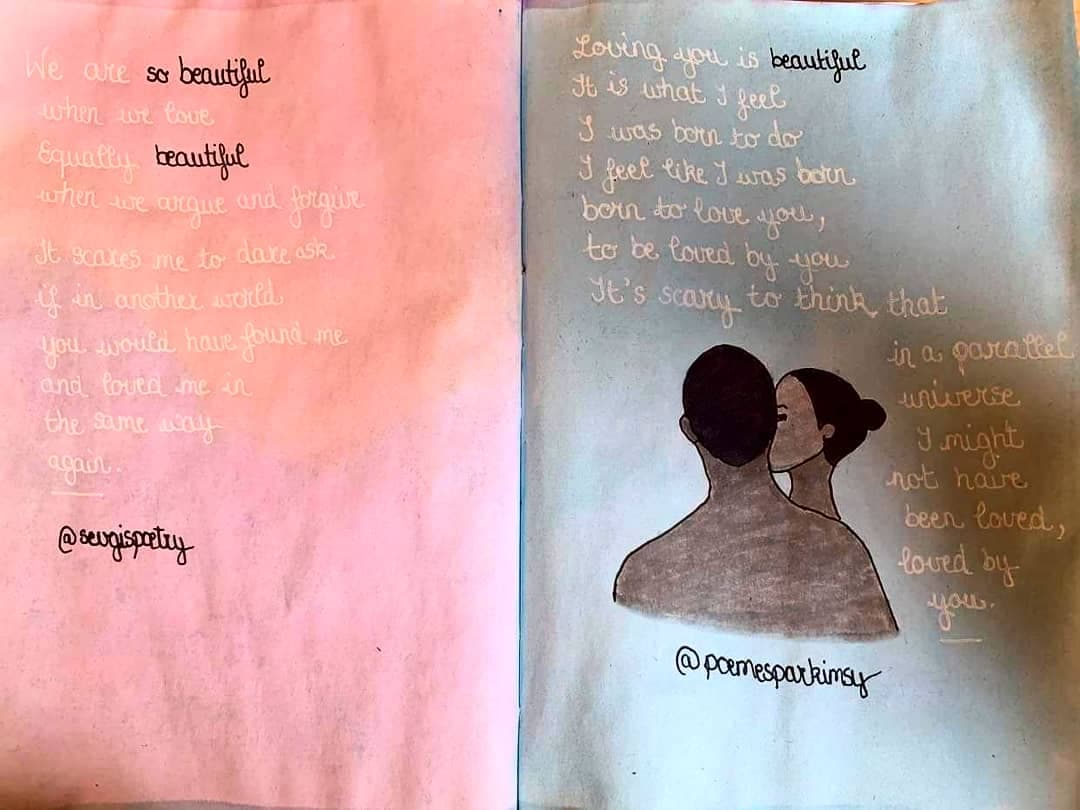 We are so beautiful
when we love
Equally beautiful
when we argue and forgive
It scares me to dare ask
if in another world
you would have found me
and loved me in
the same way
again.
@sevgispoetry
Loving you is beautiful
It is what I feel
I was born to do
I feel like I was born
born to love you,
to be loved by you
It's scary to think that
in a parallel
universe
I might
not have
been loved,
loved by
you.
@poemesparkimsy